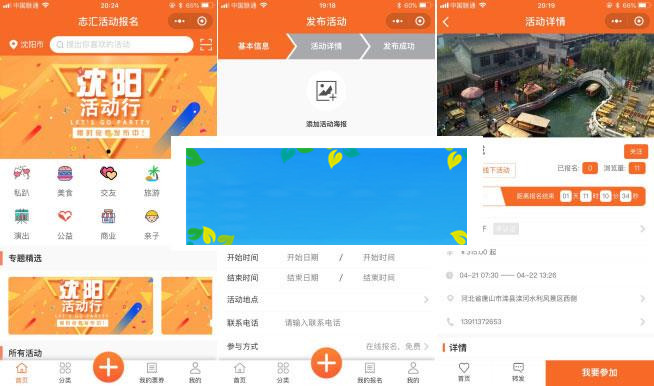 中国联通
20:24
志汇活动报名
沈阳市
搜出你喜欢的活动
沈阳
活动行
LET'S GO PARTTY
私趴
美食
交友
旅游
演出
公益
商业
亲子
专题精选
沈阳
活动行
所有活动
首页
分类
我的票券
我的
中国联通
19:18
60%
发布活动
基本信息
活动详情
发布成功
添加活动海报
开始时间
开始日期
/
开始时间
结束时间
结束日期
/
结束时间
活动地点
联系电话
请输入联系电话
参与方式
在线报名，免费
首页
分类
我的报名
我的
中国联通
20:19
66%
活动详情
关注
线下活动
已报名:
0
浏览量:
11
距离报名结束
01
天
11
时
10
分
34
秒
未认证
¥315.00 起
04-21 07:30 —— 04-22 13:26
河北省唐山市滦县滦河水利风景区西侧
13911372653
详情
首页
转发
我要参加